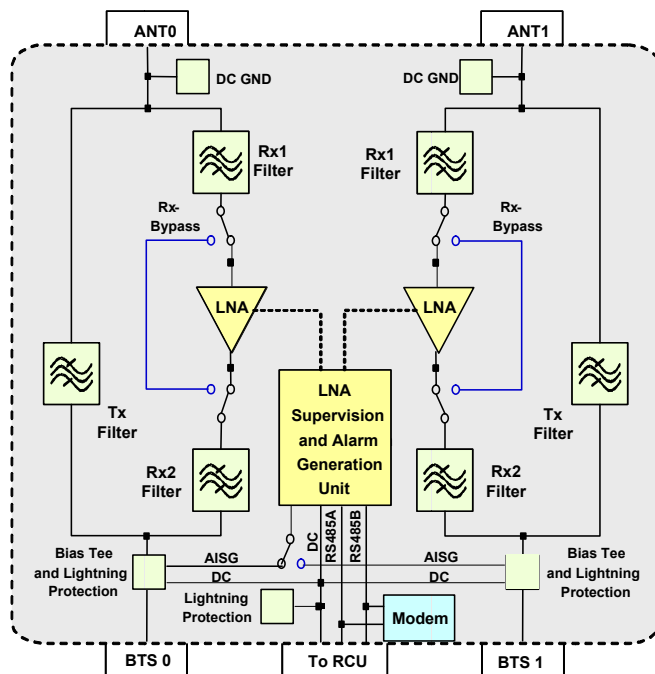 ANT0
ANT1
DC GND
DC GND
Rx1
Filter
Rx1
Filter
Rx-
Bypass
Rx-
Bypass
LNA
LNA
Tx
Filter
LNA
Supervision
and Alarm
Generation
Unit
Tx
Filter
Rx2
Filter
Rx2
Filter
Bias Tee
and Lightning
Protection
AISG
DC
DC
RS485A
RS485B
AISG
DC
Bias Tee
and Lightning
Protection
Lightning
Protection
Modem
BTS 0
To RCU
BTS 1